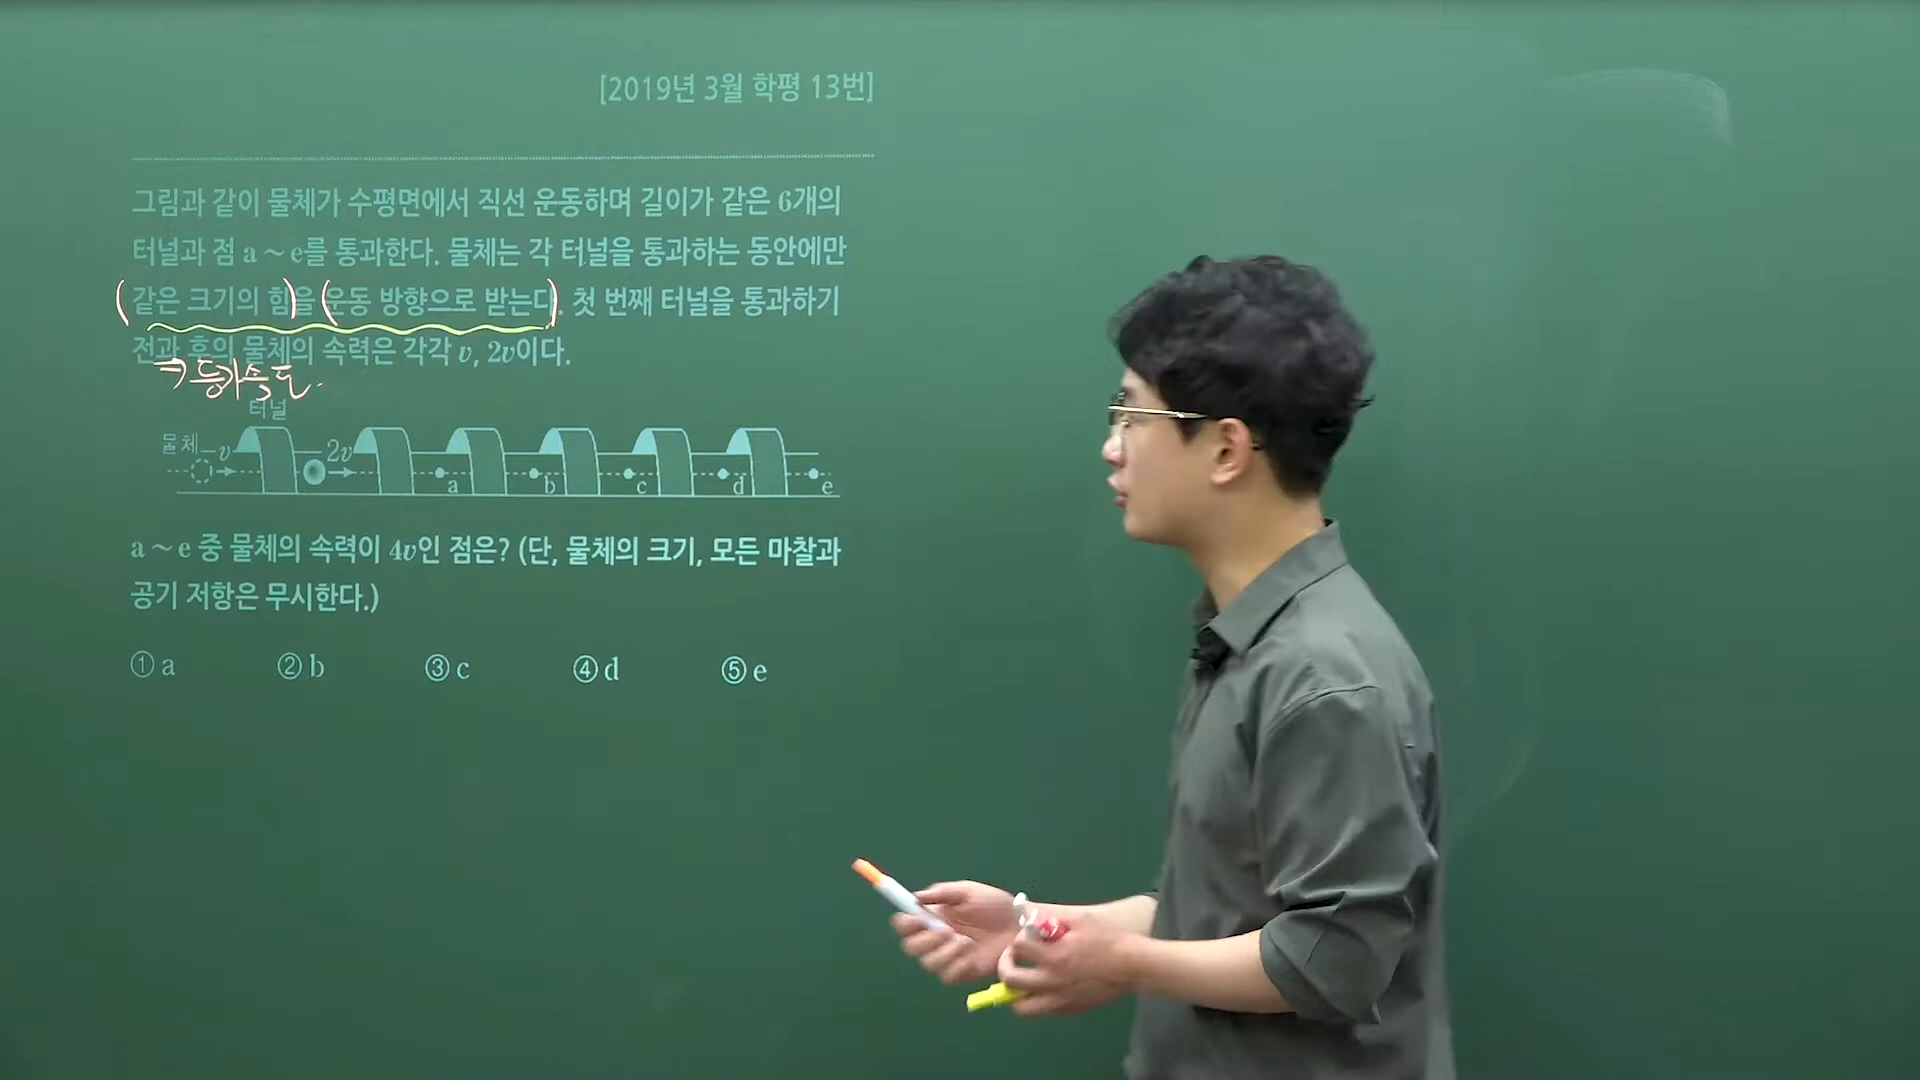 [2019년 3월 학평 13번]
그림과 같이 물체가 수평면에서 직선 운동하며 길이가 같은 6개의
터널과 점 a ~ e를 통과한다. 물체는 각 터널을 통과하는 동안에만
(같은 크기의 힘)을 (운동 방향으로 받는다). 첫 번째 터널을 통과하기
전과 후의 물체의 속력은 각각 v, 2v이다.
등가속도.
터널
물체 v 2v
a b c d e
a ~ e 중 물체의 속력이 4v인 점은? (단, 물체의 크기, 모든 마찰과
공기 저항은 무시한다.)
① a ② b ③ c ④ d ⑤ e